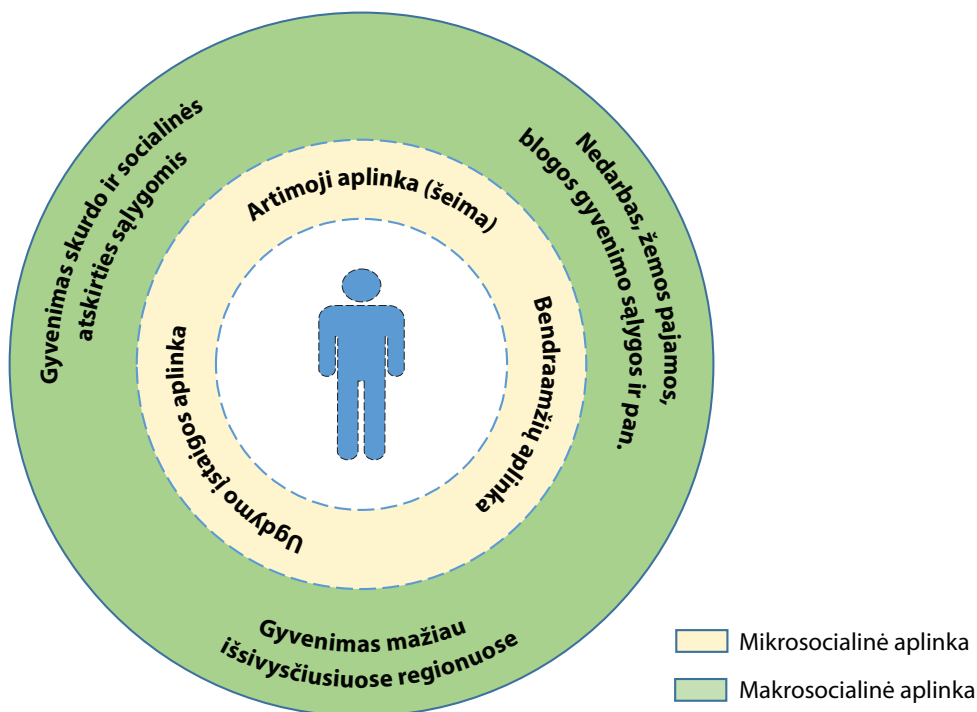 Gyvenimas skurdo ir socialinės
atskirties sąlygomis
Nedarbas, žemos pajamos,
blogos gyvenimo sąlygos ir pan.
Artimoji aplinka (šeima)
Bendraamžių aplinka
Ugdymo įstaigos aplinka
Gyvenimas mažiau
išsivysčiusiuose regionuose
Mikrosocialinė aplinka
Makrosocialinė aplinka